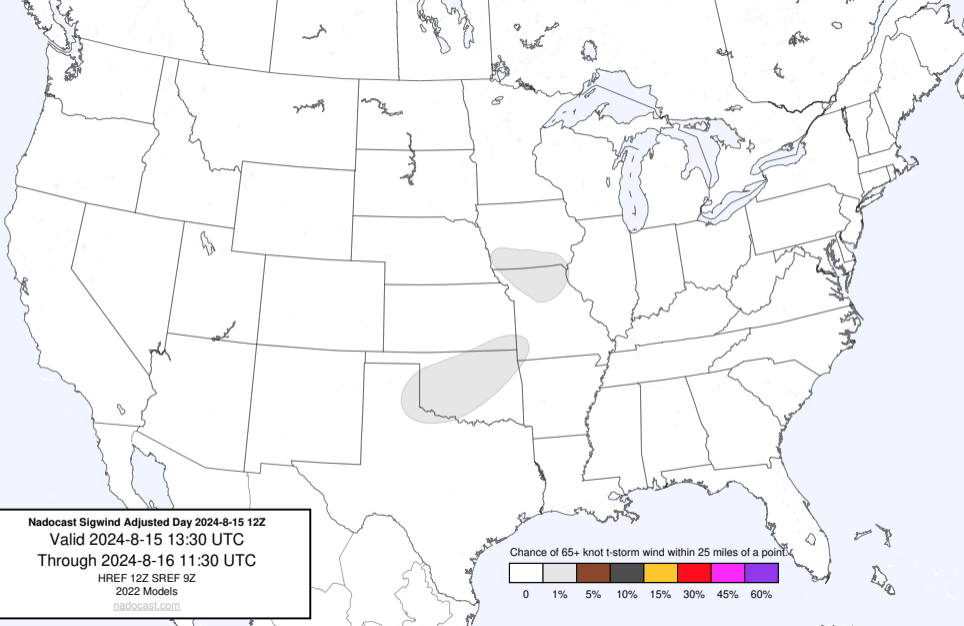 Nadocast Sigwind Adjusted Day 2024-8-15 12Z
Valid 2024-8-15 13:30 UTC
Through 2024-8-16 11:30 UTC
HREF 12Z SREF 9Z
2022 Models
nadocast.com
Chance of 65+ knot t-storm wind within 25 miles of a point.
0 1% 5% 10% 15% 30% 45% 60%